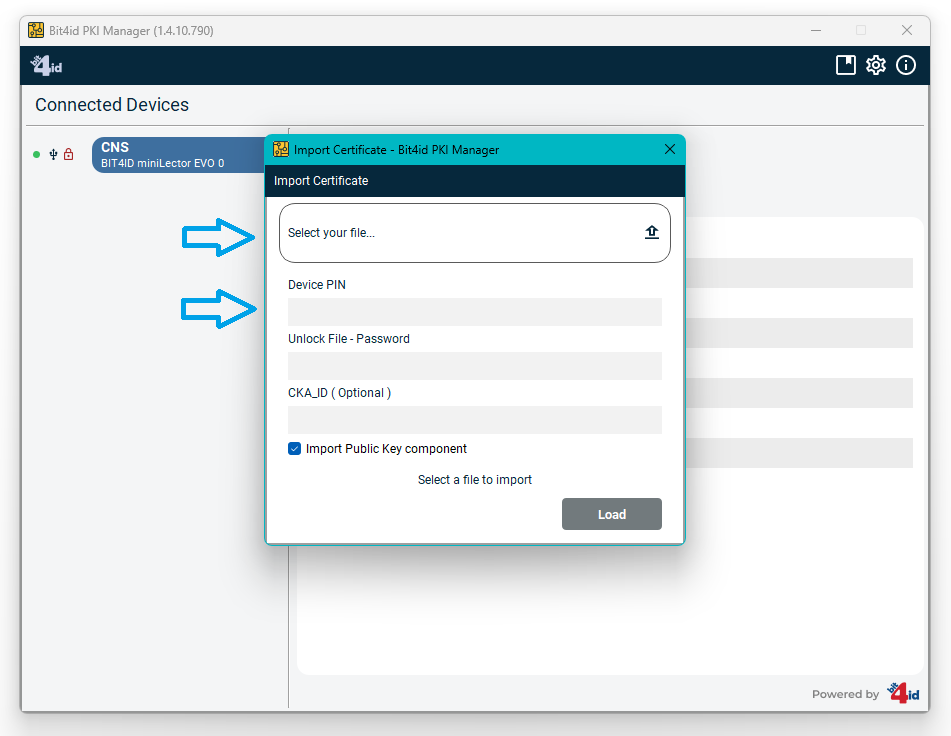 Bit4id PKI Manager (1.4.10.790)
bit4id
Connected Devices
CNS
BIT4ID miniLector EVO 0
Import Certificate - Bit4id PKI Manager
Import Certificate
Select your file...
Device PIN
Unlock File - Password
CKA_ID ( Optional )
Import Public Key component
Select a file to import
Load
Powered by bit4id